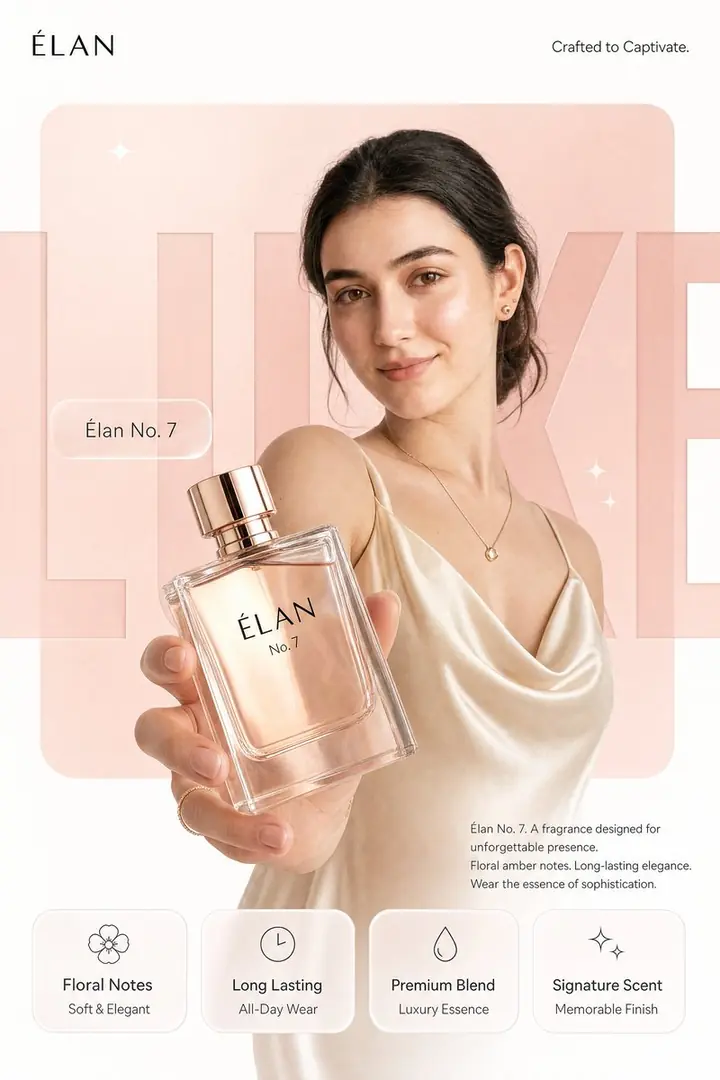 ÉLAN
Crafted to Captivate.
LUXE
Élan No. 7
ÉLAN
No. 7
Élan No. 7. A fragrance designed for
unforgettable presence.
Floral amber notes. Long-lasting elegance.
Wear the essence of sophistication.
Floral Notes
Soft & Elegant
Long Lasting
All-Day Wear
Premium Blend
Luxury Essence
Signature Scent
Memorable Finish